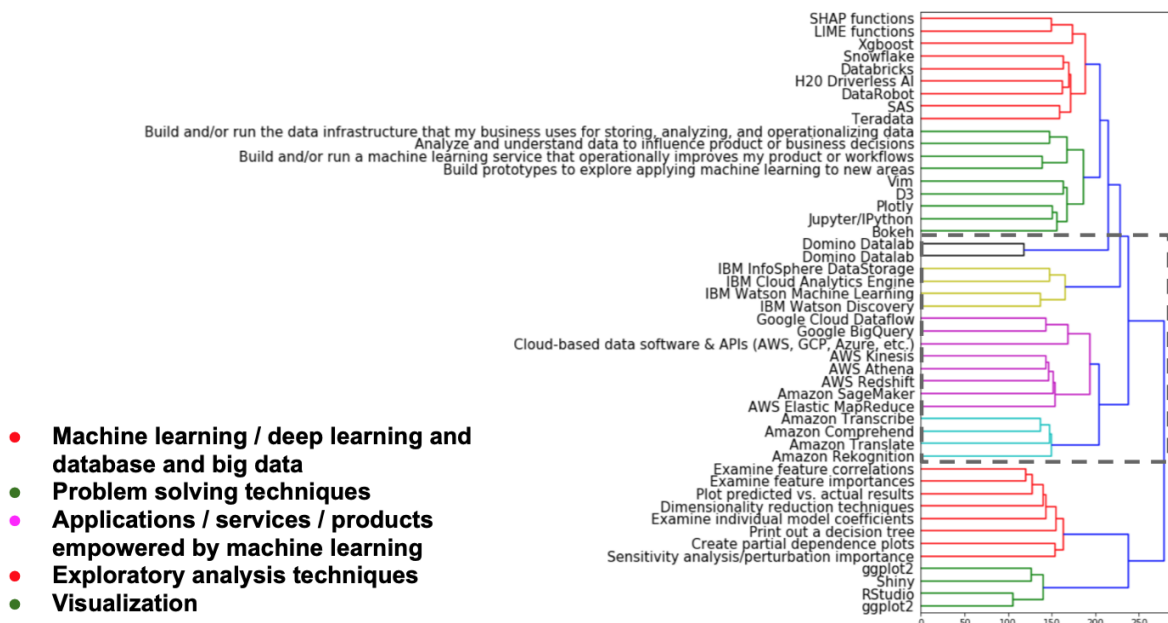 SHAP functions
LIME functions
Xgboost
Snowflake
Databricks
H20 Driverless AI
DataRobot
SAS
Teradata
Build and/or run the data infrastructure that my business uses for storing, analyzing, and operationalizing data
Analyze and understand data to influence product or business decisions
Build and/or run a machine learning service that operationally improves my product or workflows
Build prototypes to explore applying machine learning to new areas
Vim
D3
Plotly
Jupyter/IPython
Bokeh
Domino Datalab
Domino Datalab
IBM InfoSphere DataStorage
IBM Cloud Analytics Engine
IBM Watson Machine Learning
IBM Watson Discovery
Google Cloud Dataflow
Google BigQuery
Cloud-based data software & APIs (AWS, GCP, Azure, etc.)
AWS Kinesis
AWS Athena
AWS Redshift
Amazon SageMaker
AWS Elastic MapReduce
Amazon Transcribe
Amazon Comprehend
Amazon Translate
Amazon Rekognition
Examine feature correlations
Examine feature importances
Plot predicted vs. actual results
Dimensionality reduction techniques
Examine individual model coefficients
Print out a decision tree
Create partial dependence plots
Sensitivity analysis/perturbation importance
ggplot2
Shiny
RStudio
ggplot2
0 50 100 150 200 250
• Machine learning / deep learning and
database and big data
• Problem solving techniques
• Applications / services / products
empowered by machine learning
• Exploratory analysis techniques
• Visualization